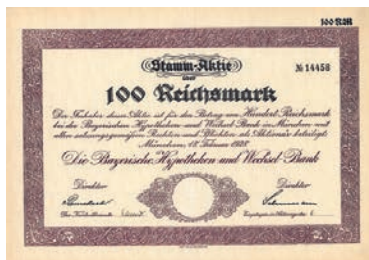 100 RM
Stamm-Aktie
über
№ 14458
100 Reichsmark
Der Inhaber dieser Aktie ist für den Betrag von Hundert Reichsmark
bei der Bayerischen Hypotheken- und Wechsel-Bank in München mit
allen satzungsgemäßen Rechten und Pflichten als Aktionär beteiligt.
München, 18. Februar 1928.
Die Bayerische Hypotheken- und Wechsel-Bank
Direktor Direktor